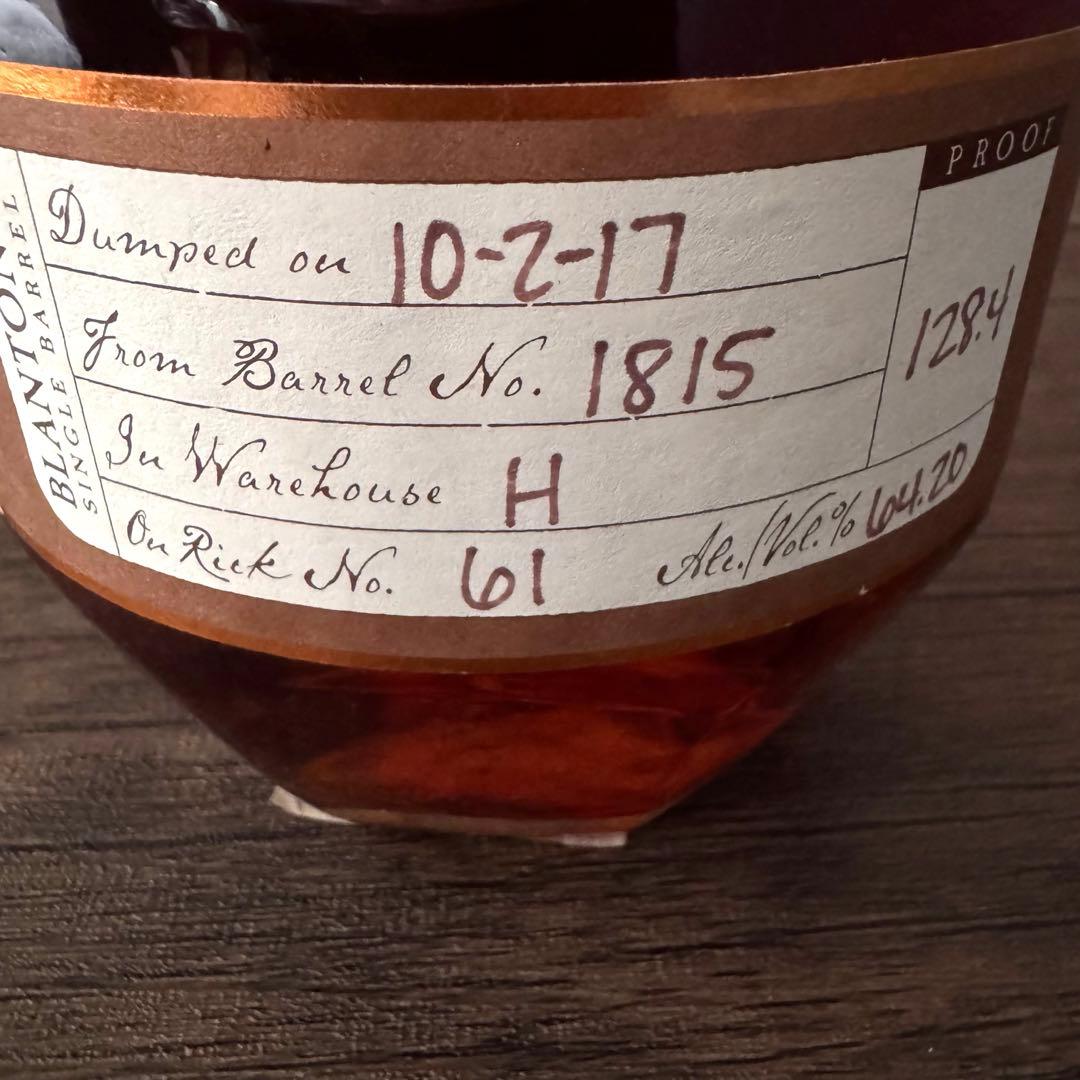 BLANTON
SINGLE BARREL
Dumped on 10-2-17
From Barrel No. 1815
In Warehouse H
On Rick No. 61
PROOF
128.4
Alc./Vol.% 64.20